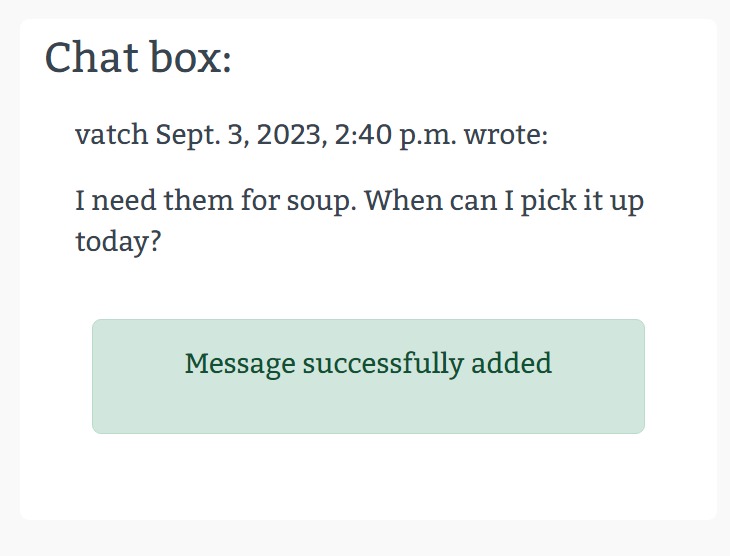 Chat box:
vatch Sept. 3, 2023, 2:40 p.m. wrote:
I need them for soup. When can I pick it up
today?
Message successfully added